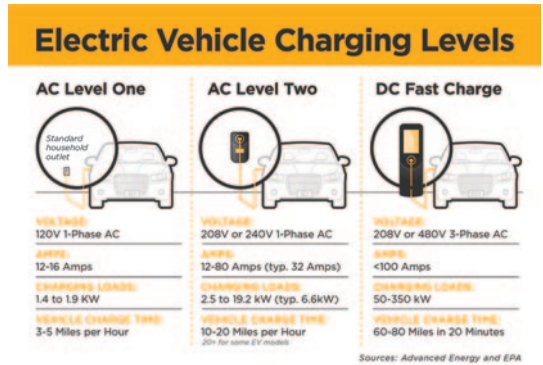 Electric Vehicle Charging Levels
AC Level One
Standard
household
outlet
VOLTAGE:
120V 1-Phase AC
AMPS:
12-16 Amps
CHARGING LOADS:
1.4 to 1.9 KW
VEHICLE CHARGE TIME:
3-5 Miles per Hour
AC Level Two
VOLTAGE:
208V or 240V 1-Phase AC
AMPS:
12-80 Amps (typ. 32 Amps)
CHARGING LOADS:
2.5 to 19.2 kW (typ. 6.6kW)
VEHICLE CHARGE TIME:
10-20 Miles per Hour
20+ for some EV models
DC Fast Charge
VOLTAGE:
208V or 480V 3-Phase AC
AMPS:
<100 Amps
CHARGING LOADS:
50-350 kW
VEHICLE CHARGE TIME:
60-80 Miles in 20 Minutes
Sources: Advanced Energy and EPA